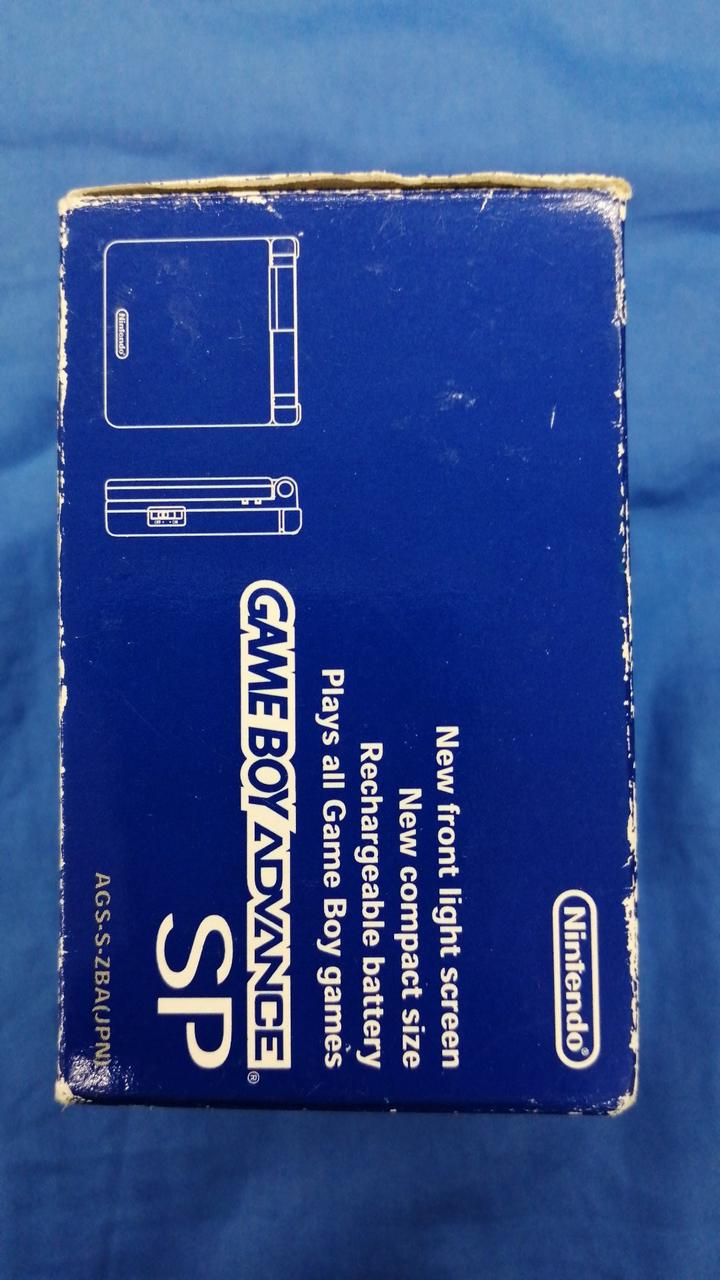 Nintendo®
New front light screen
New compact size
Rechargeable battery
Plays all Game Boy games
GAME BOY ADVANCE®
SP
AGS-S-ZBA(JPN)
Nintendo®